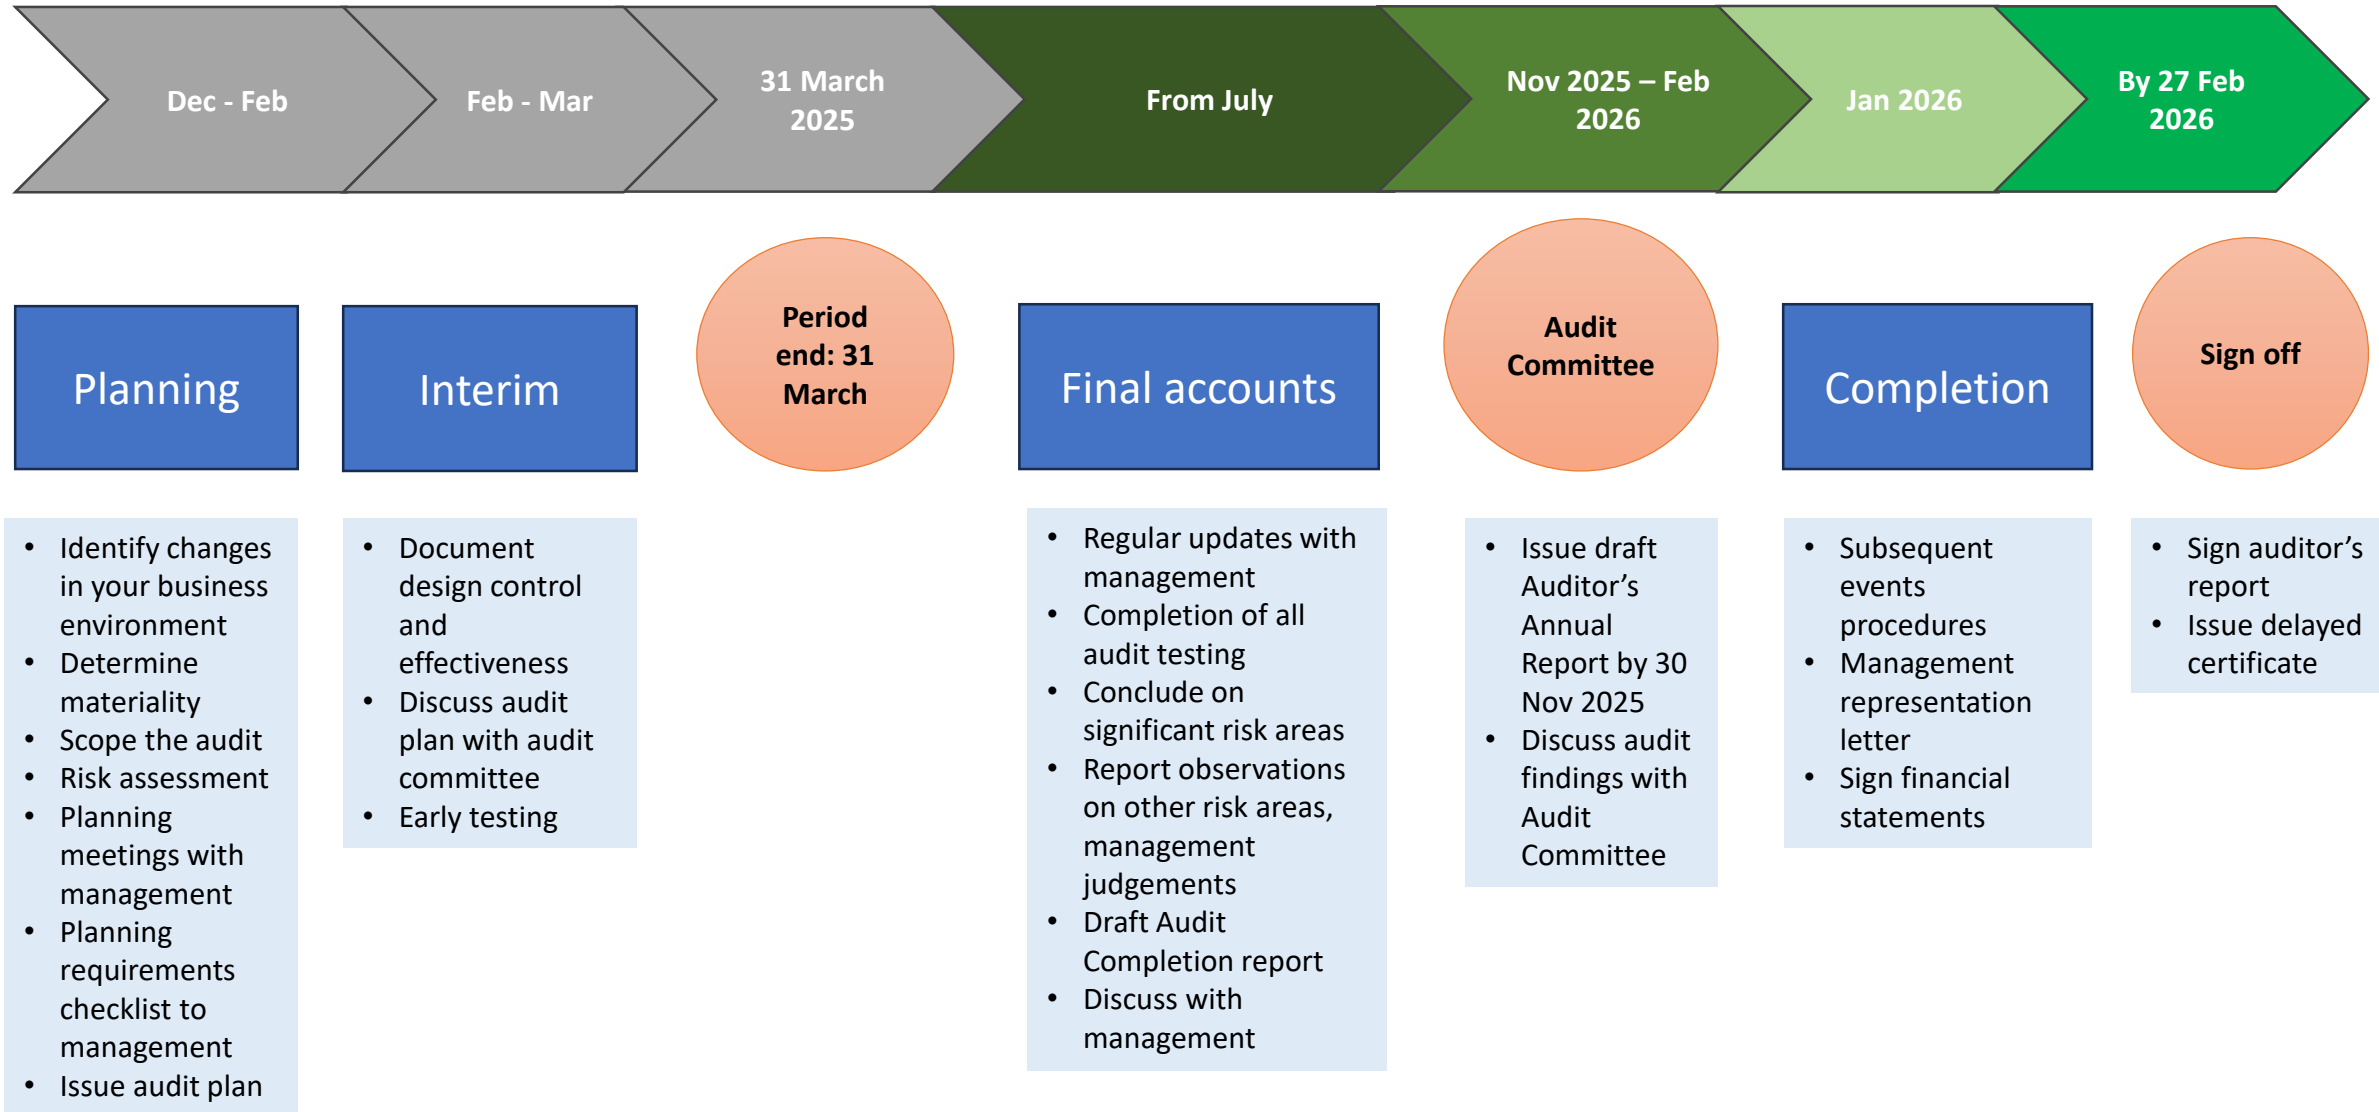 Dec - Feb
Feb - Mar
31 March
2025
From July
Nov 2025 – Feb
2026
Jan 2026
By 27 Feb
2026
Planning
Interim
Period
end: 31
March
Final accounts
Audit
Committee
Completion
Sign off
• Identify changes
in your business
environment
• Determine
materiality
• Scope the audit
• Risk assessment
• Planning
meetings with
management
• Planning
requirements
checklist to
management
• Issue audit plan
• Document
design control
and
effectiveness
• Discuss audit
plan with audit
committee
• Early testing
• Regular updates with
management
• Completion of all
audit testing
• Conclude on
significant risk areas
• Report observations
on other risk areas,
management
judgements
• Draft Audit
Completion report
• Discuss with
management
• Issue draft
Auditor’s
Annual
Report by 30
Nov 2025
• Discuss audit
findings with
Audit
Committee
• Subsequent
events
procedures
• Management
representation
letter
• Sign financial
statements
• Sign auditor’s
report
• Issue delayed
certificate